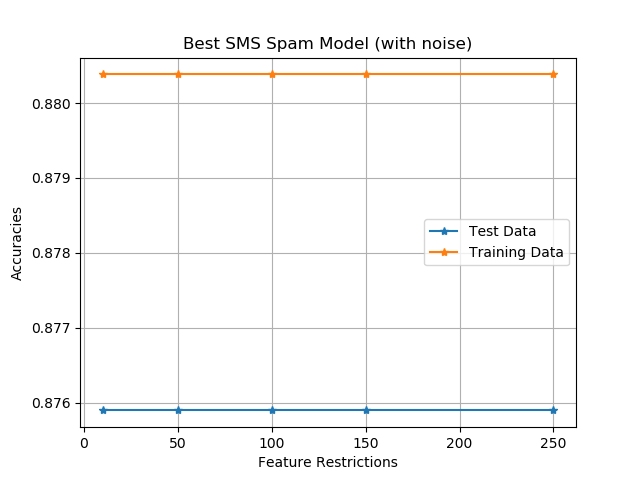 Best SMS Spam Model (with noise)
0.880
0.879
0.878
0.877
0.876
Accuracies
Test Data
Training Data
0 50 100 150 200 250
Feature Restrictions